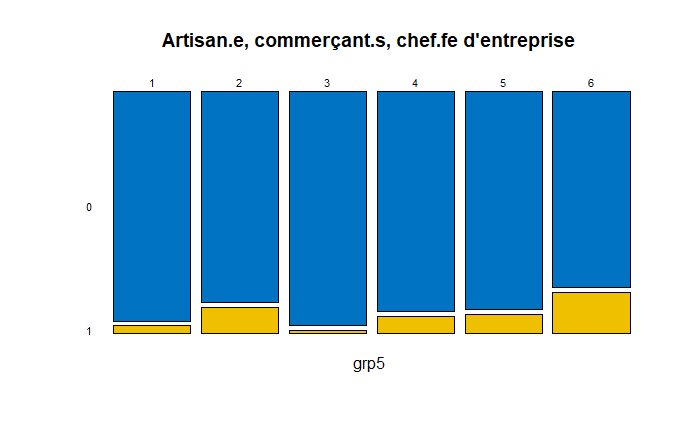 Artisan.e, commerçant.s, chef.fe d'entreprise
1 2 3 4 5 6
0
1
grp5